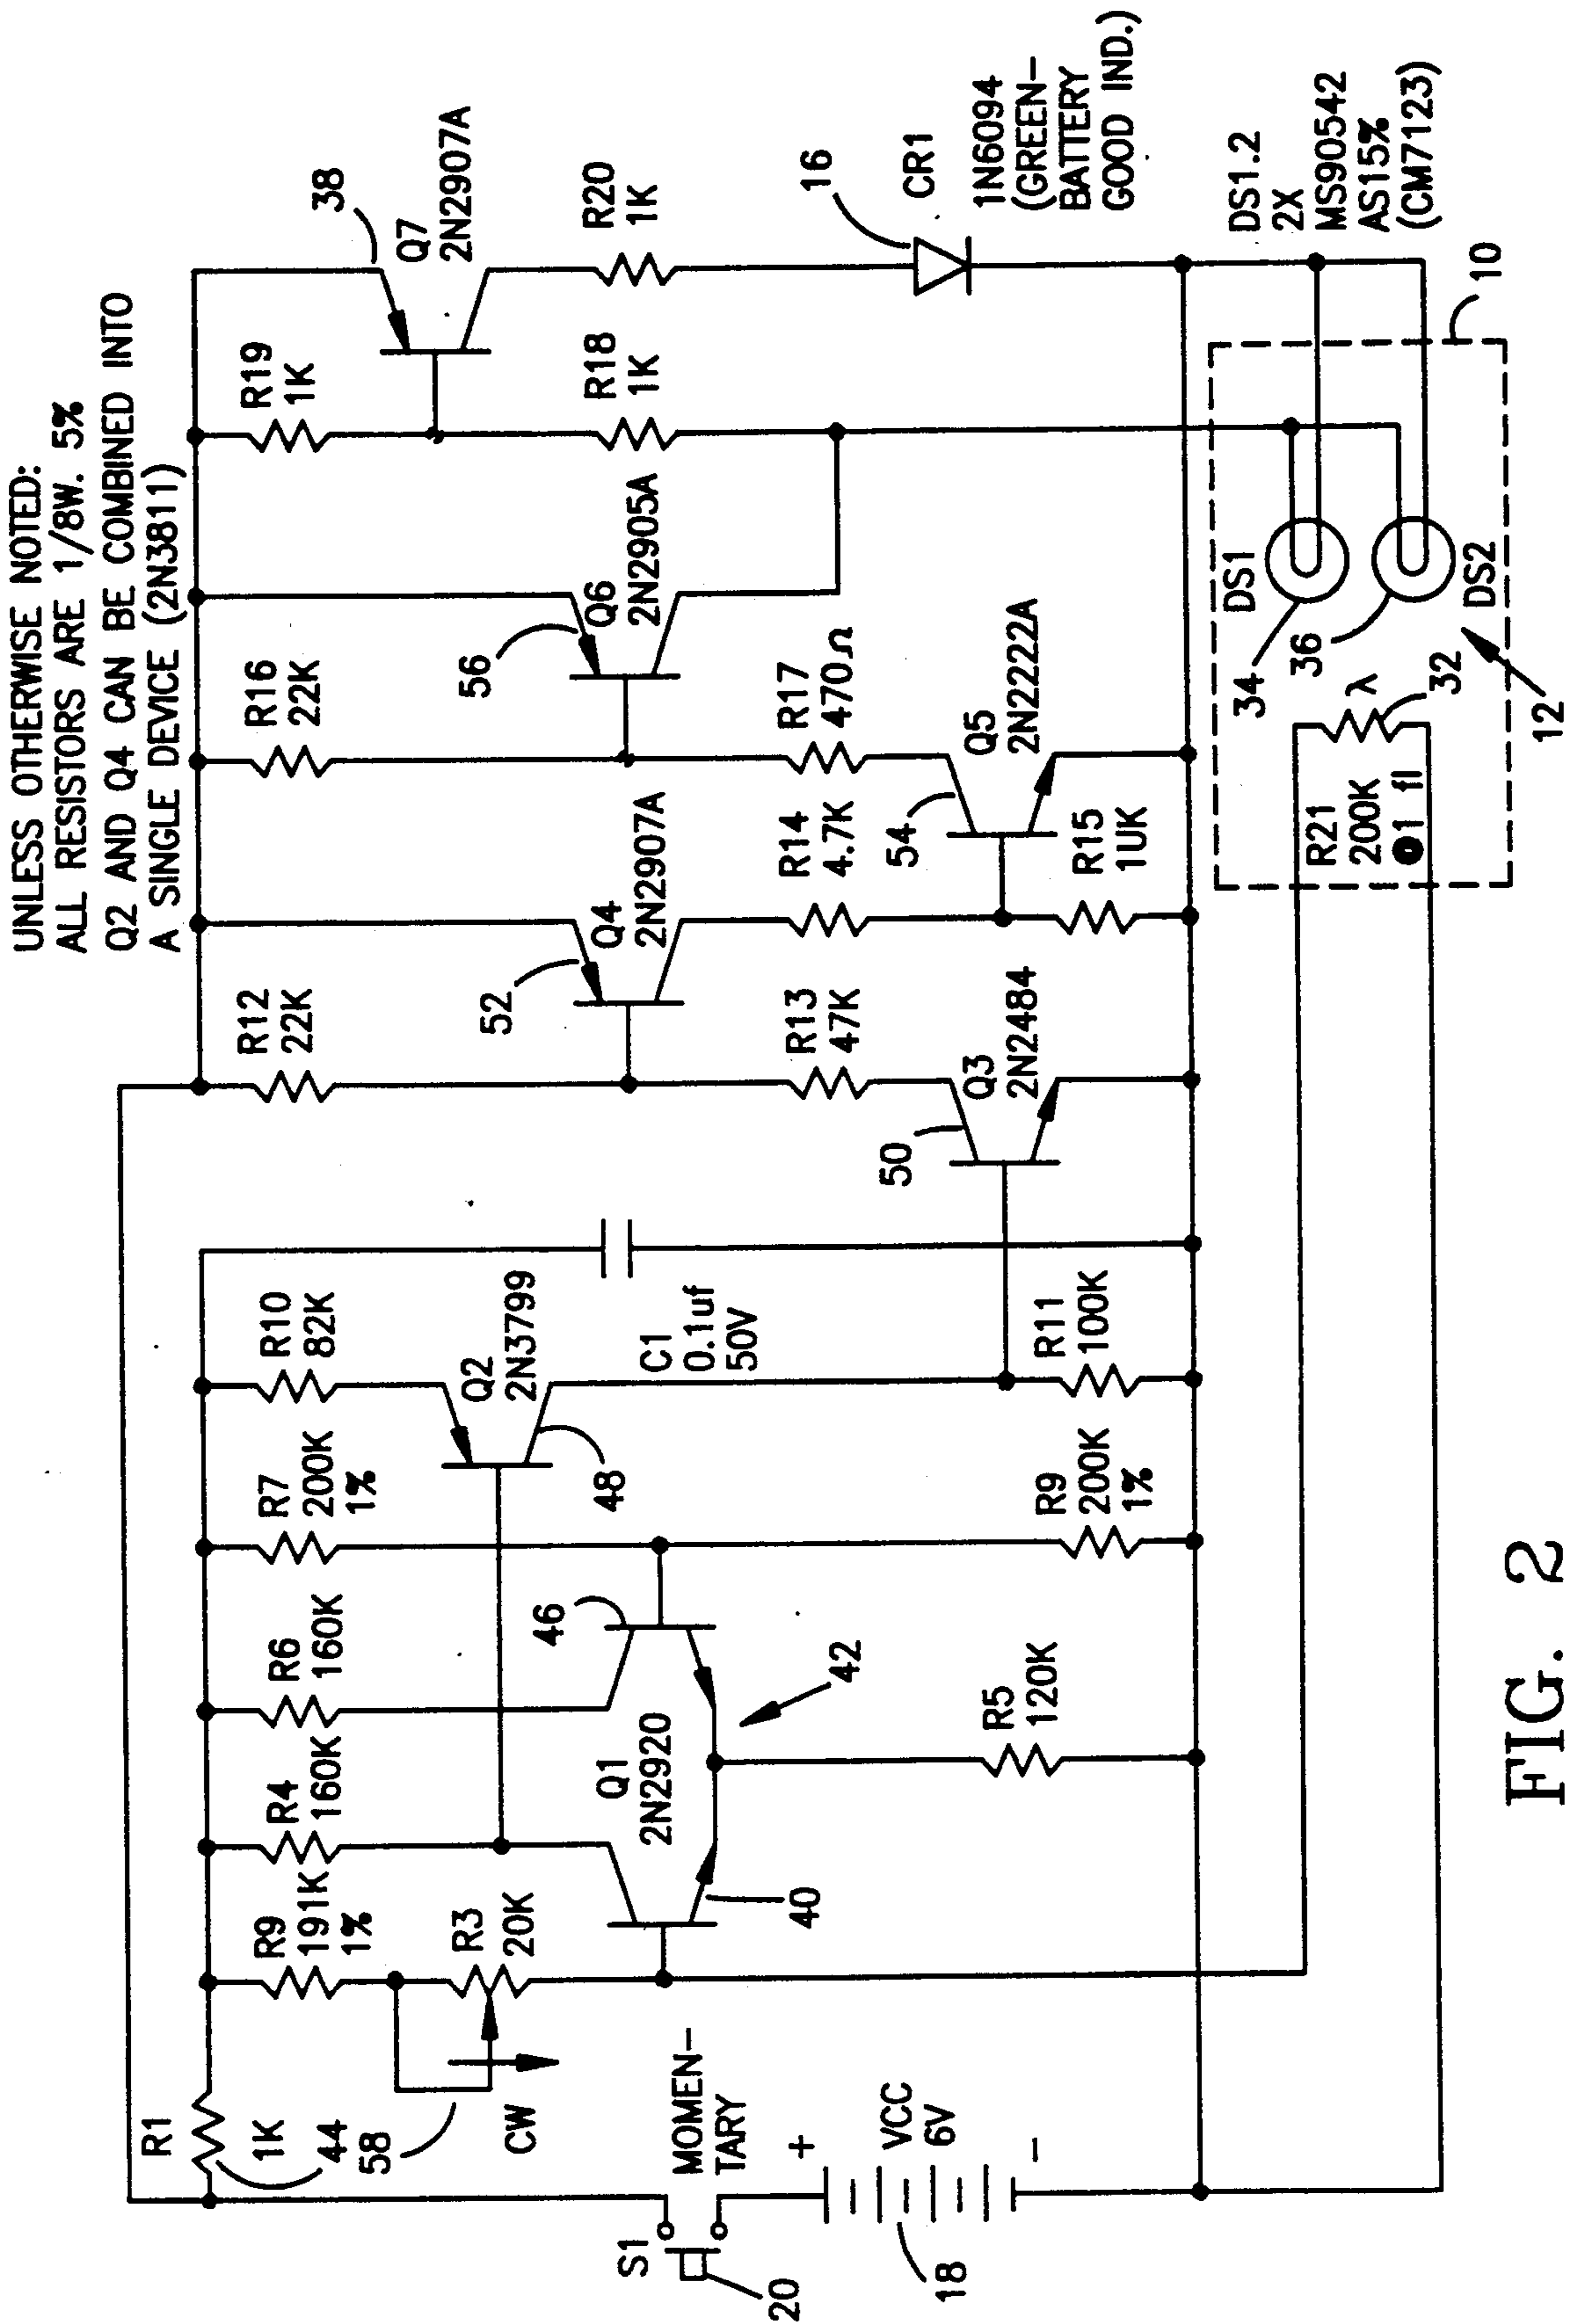 UNLESS OTHERWISE NOTED:
ALL RESISTORS ARE 1/8W. 5%
Q2 AND Q4 CAN BE COMBINED INTO
A SINGLE DEVICE (2N3811)
R1
1K
44
58
CW
R9
191K
1%
R3
20K
R4
160K
R6
160K
R7
200K
1%
R10
82K
Q2
2N3799
48
C1
0.1uf
50V
Q1
2N2920
40
46
42
R5
120K
R9
200K
1%
R11
100K
S1
MOMEN-
TARY
20
+
VCC
6V
−
18
R12
22K
52
Q4
2N2907A
R13
47K
Q3
2N2484
50
R14
4.7K
R15
1UK
R16
22K
56
Q6
2N2905A
R17
470Ω
54
Q5
2N2222A
R19
1K
R18
1K
38
Q7
2N2907A
R20
1K
16
CR1
1N6094
(GREEN-
BATTERY
GOOD IND.)
DS1.2
2X
MS90542
AS15%
(CM7123)
10
DS1
34
36
DS2
λ
32
12
R21
200K
@1 fl
FIG. 2